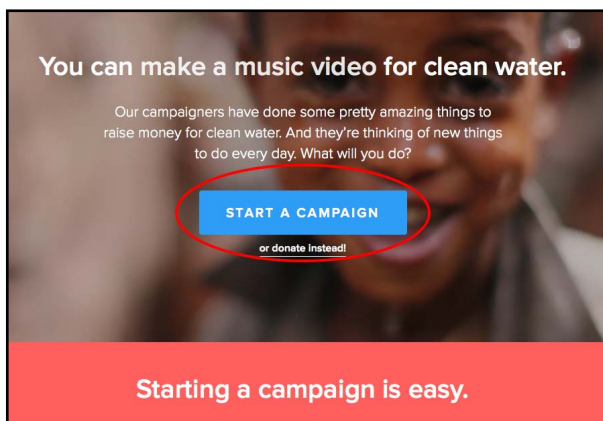 You can make a music video for clean water.
Our campaigners have done some pretty amazing things to
raise money for clean water. And they're thinking of new things
to do every day. What will you do?
START A CAMPAIGN
or donate instead!
Starting a campaign is easy.